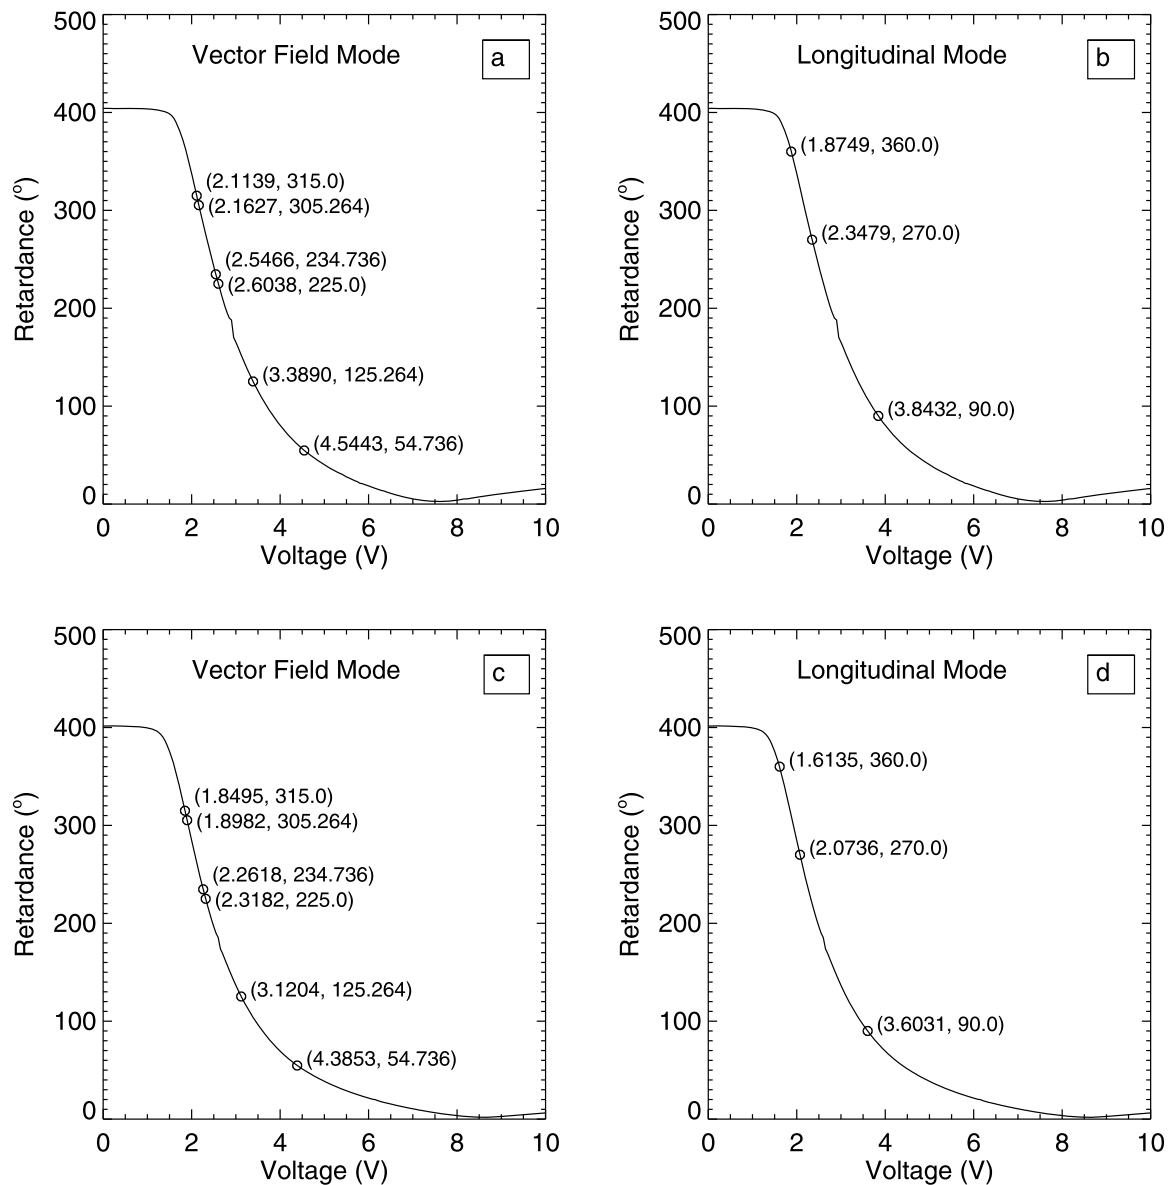 Vector Field Mode
a
500
400
300
200
100
0
Retardance (°)
(2.1139, 315.0)
(2.1627, 305.264)
(2.5466, 234.736)
(2.6038, 225.0)
(3.3890, 125.264)
(4.5443, 54.736)
0 2 4 6 8 10
Voltage (V)
Longitudinal Mode
b
500
400
300
200
100
0
Retardance (°)
(1.8749, 360.0)
(2.3479, 270.0)
(3.8432, 90.0)
0 2 4 6 8 10
Voltage (V)
Vector Field Mode
c
500
400
300
200
100
0
Retardance (°)
(1.8495, 315.0)
(1.8982, 305.264)
(2.2618, 234.736)
(2.3182, 225.0)
(3.1204, 125.264)
(4.3853, 54.736)
0 2 4 6 8 10
Voltage (V)
Longitudinal Mode
d
500
400
300
200
100
0
Retardance (°)
(1.6135, 360.0)
(2.0736, 270.0)
(3.6031, 90.0)
0 2 4 6 8 10
Voltage (V)